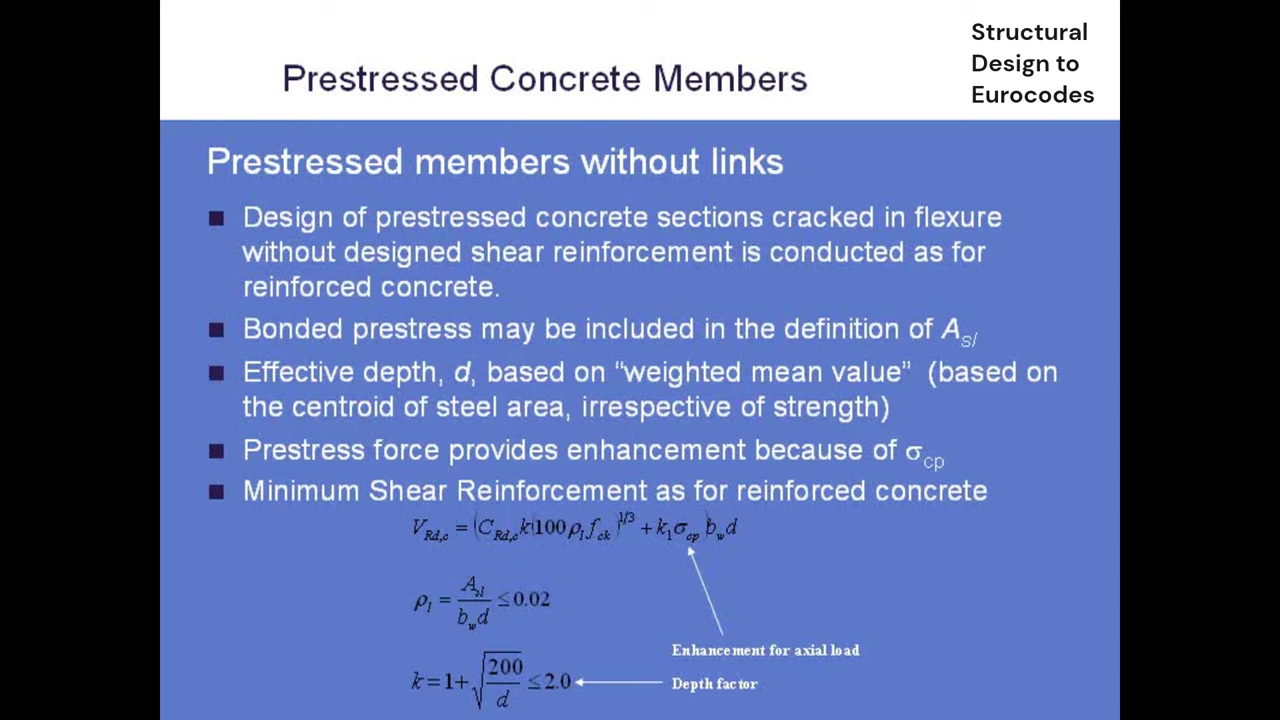 Structural
Design to
Eurocodes
Prestressed Concrete Members
Prestressed members without links
■ Design of prestressed concrete sections cracked in flexure
without designed shear reinforcement is conducted as for
reinforced concrete.
■ Bonded prestress may be included in the definition of A_sl
■ Effective depth, d, based on “weighted mean value” (based on
the centroid of steel area, irrespective of strength)
■ Prestress force provides enhancement because of σ_cp
■ Minimum Shear Reinforcement as for reinforced concrete
V_Rd,c = (C_Rd,c k(100 ρ_l f_ck)^1/3 + k_1 σ_cp) b_w d
ρ_l = A_sl / b_w d ≤ 0.02
Enhancement for axial load
k = 1 + √(200 / d) ≤ 2.0
Depth factor